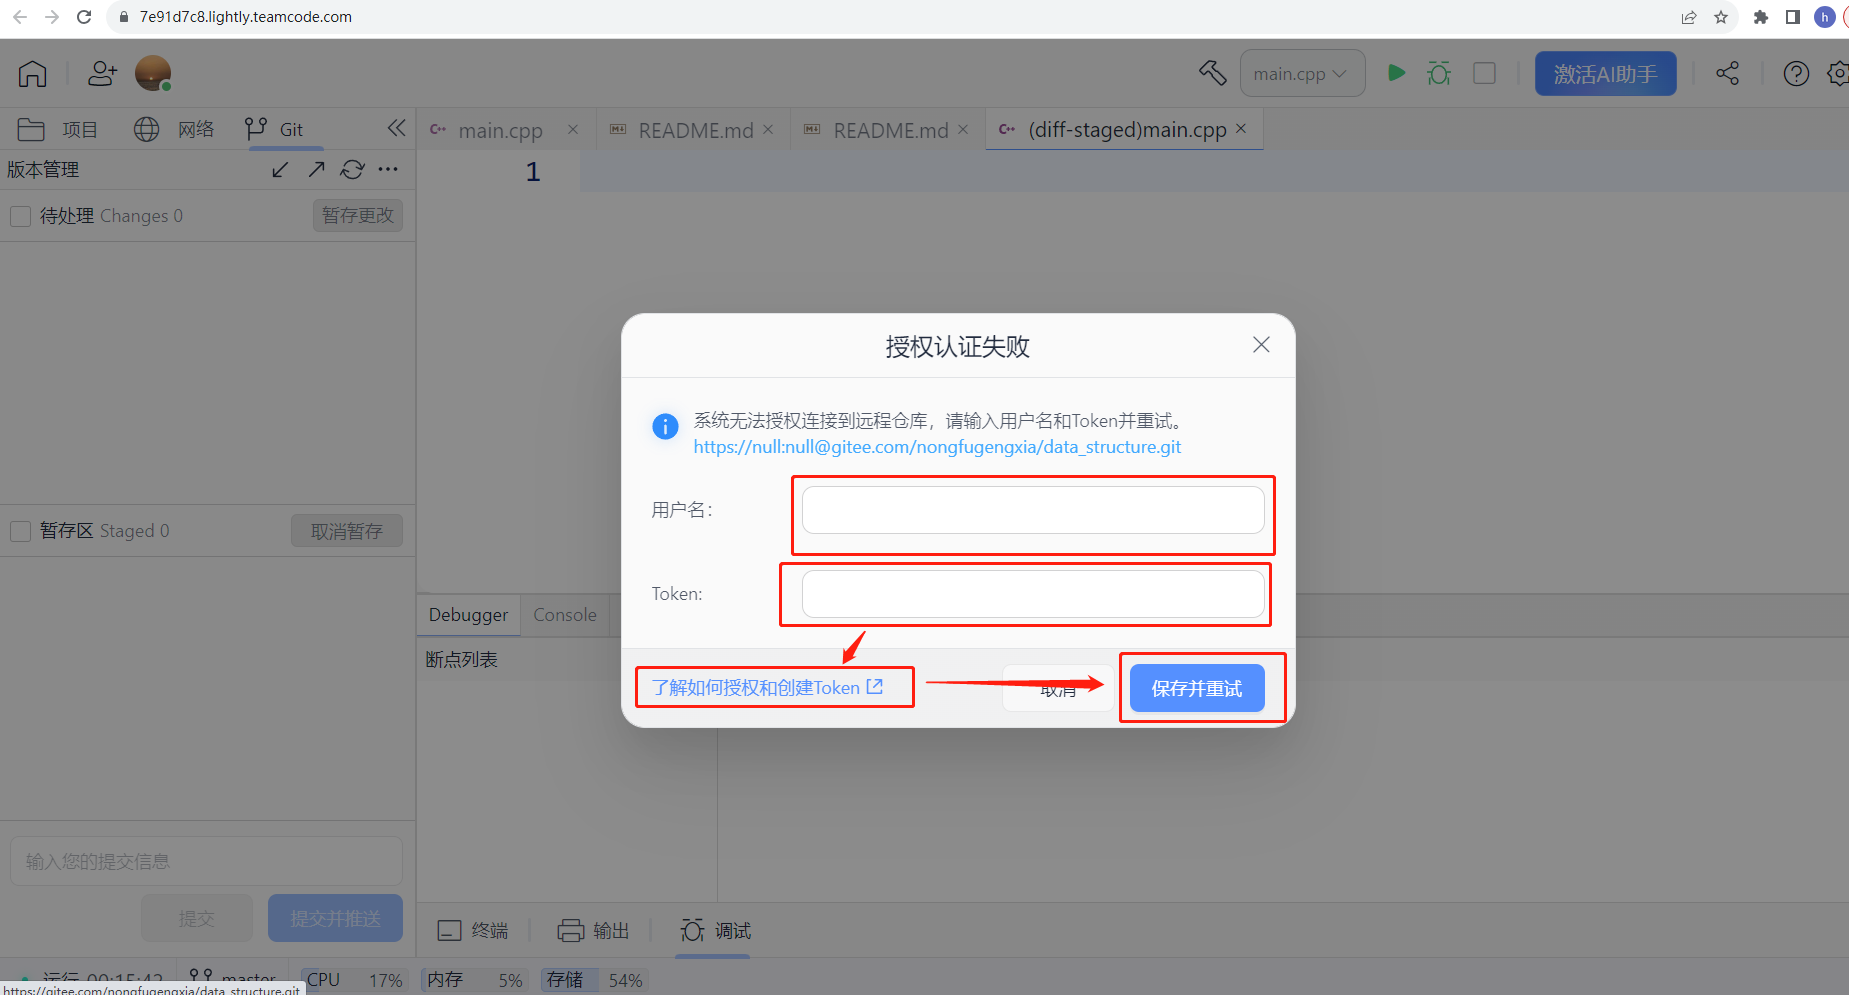 7e91d7c8.lightly.teamcode.com
h
main.cpp
激活AI助手
项目 网络 Git
main.cpp README.md README.md (diff-staged)main.cpp
版本管理
1
待处理 Changes 0 暂存更改
授权认证失败
系统无法授权连接到远程仓库，请输入用户名和Token并重试。
https://null:null@gitee.com/nongfugengxia/data_structure.git
用户名：
暂存区 Staged 0 取消暂存
Token:
Debugger Console
断点列表
了解如何授权和创建Token 取消 保存并重试
输入您的提交信息
提交 提交并推送
终端 输出 调试
运行 00:15:42 master CPU 17% 内存 5% 存储 54%
https://gitee.com/nongfugengxia/data_structure.git